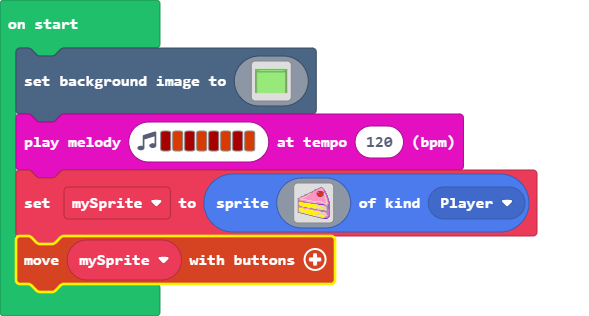 on start
set background image to
play melody at tempo 120 (bpm)
set mySprite to sprite of kind Player
move mySprite with buttons